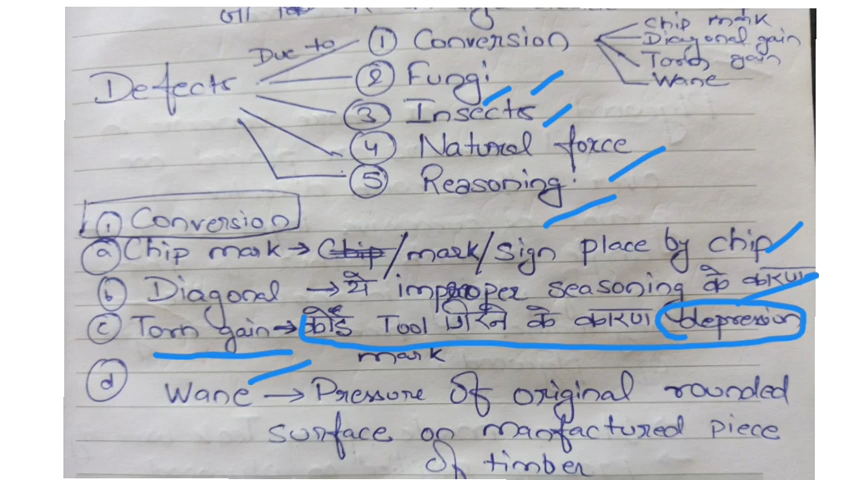 Defects Due to
① Conversion
Chip mark
Diagonal gain
Torn gain
Wane
② Fungi
③ Insects
④ Natural force
⑤ Reasoning
① Conversion
ⓐ Chip mark → Chip/mark/sign place by chip
ⓑ Diagonal → ये improper seasoning के कारण
ⓒ Torn gain → कोई Tool गिरने के कारण depression
mark
ⓓ Wane → Pressure Of original rounded
surface on manfactured piece
Of timber